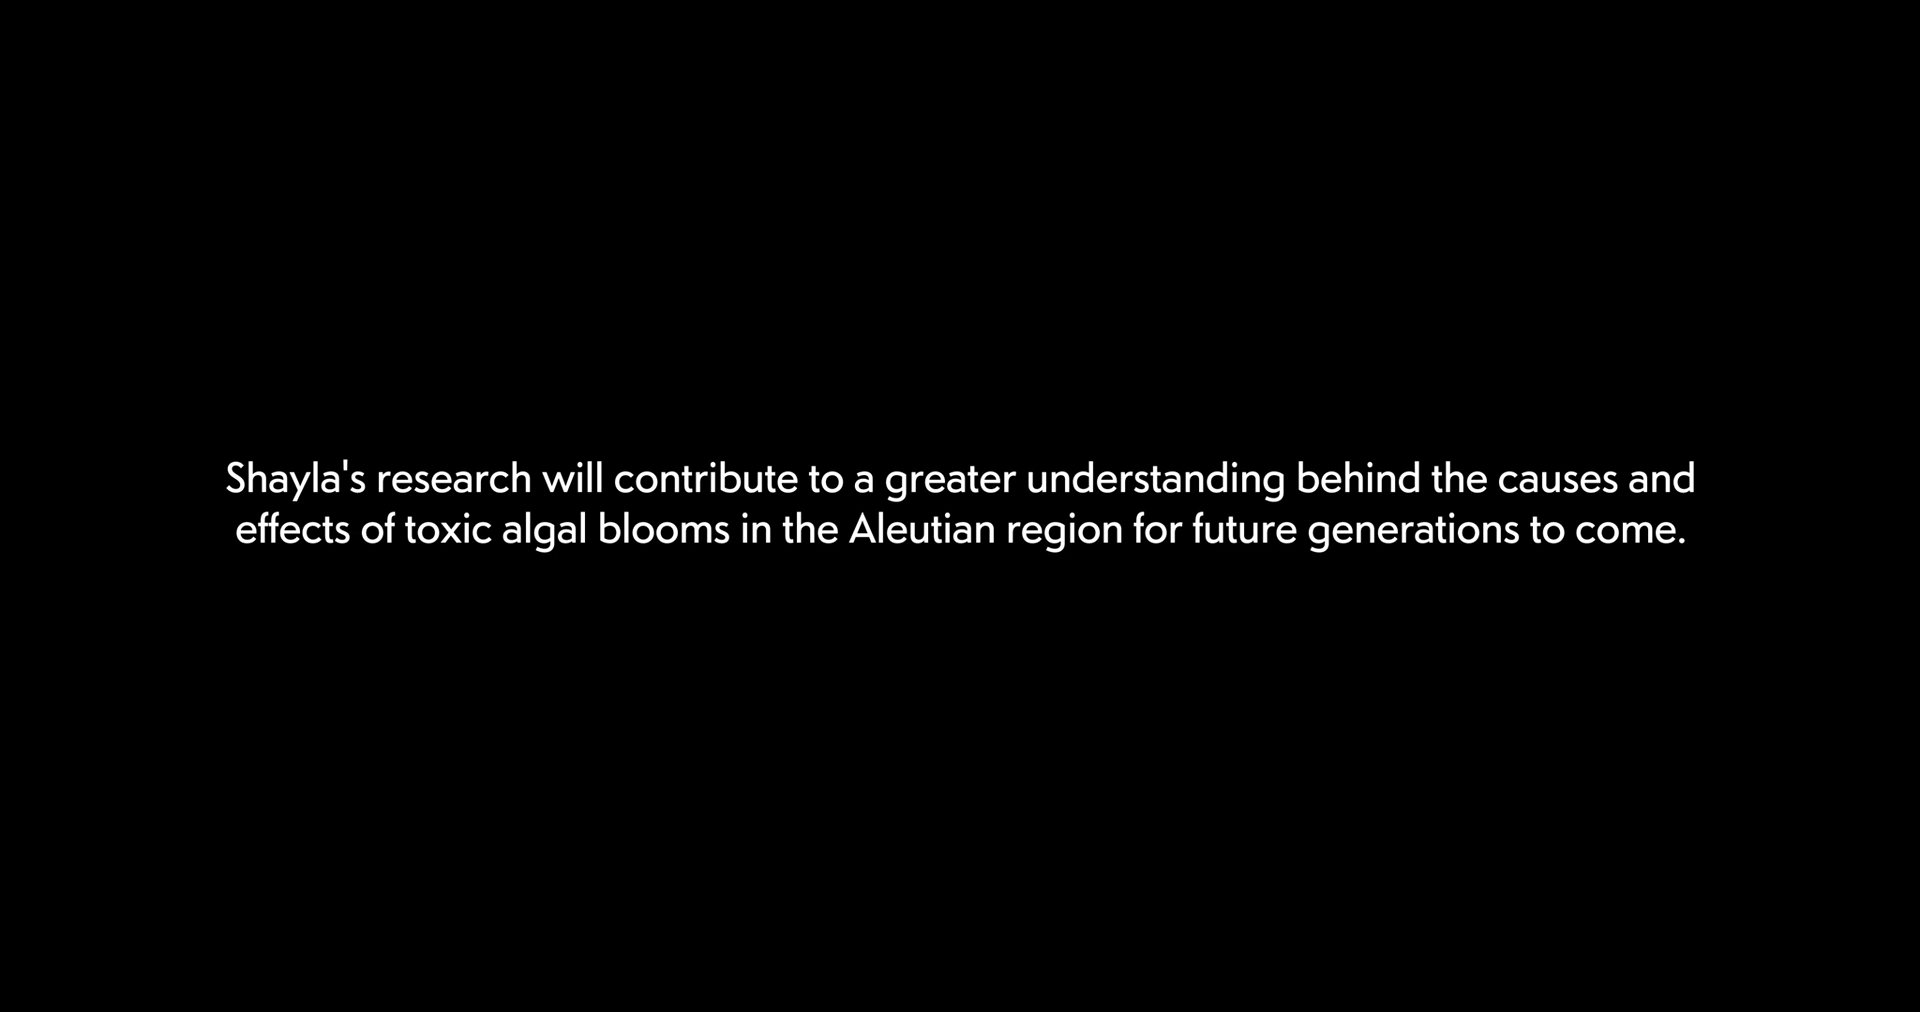 Shayla's research will contribute to a greater understanding behind the causes and
effects of toxic algal blooms in the Aleutian region for future generations to come.